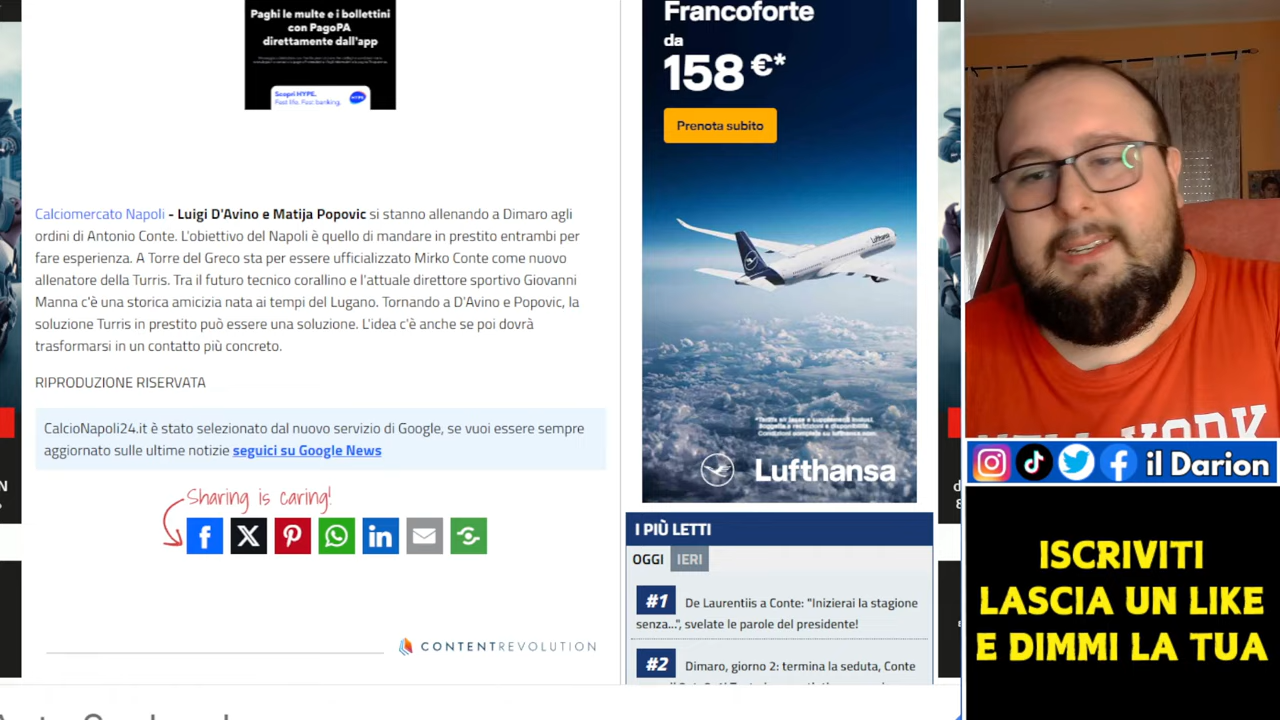 Paghi le multe e i bollettini
con PagoPA
direttamente dall'app
Scopri HYPE.
Fast life. Fast banking.
Calciomercato Napoli - Luigi D'Avino e Matija Popovic si stanno allenando a Dimaro agli
ordini di Antonio Conte. L'obiettivo del Napoli è quello di mandare in prestito entrambi per
fare esperienza. A Torre del Greco sta per essere ufficializzato Mirko Conte come nuovo
allenatore della Turris. Tra il futuro tecnico corallino e l'attuale direttore sportivo Giovanni
Manna c'è una storica amicizia nata ai tempi del Lugano. Tornando a D'Avino e Popovic, la
soluzione Turris in prestito può essere una soluzione. L'idea c'è anche se poi dovrà
trasformarsi in un contatto più concreto.
RIPRODUZIONE RISERVATA
CalcioNapoli24.it è stato selezionato dal nuovo servizio di Google, se vuoi essere sempre
aggiornato sulle ultime notizie seguici su Google News
Sharing is caring!
CONTENTREVOLUTION
Francoforte
da
158 €*
Prenota subito
Lufthansa
Lufthansa
I PIÙ LETTI
OGGI IERI
#1 De Laurentiis a Conte: "Inizierai la stagione
senza...", svelate le parole del presidente!
#2 Dimaro, giorno 2: termina la seduta, Conte
il Darion
ISCRIVITI
LASCIA UN LIKE
E DIMMI LA TUA